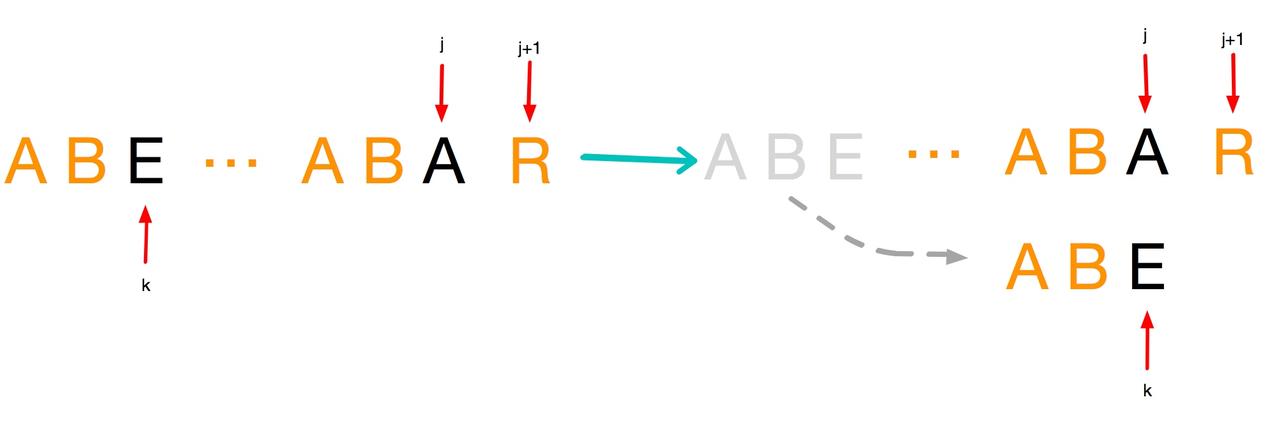 j j+1 j j+1
A B E ... A B A R A B E ... A B A R
A B E
k
k